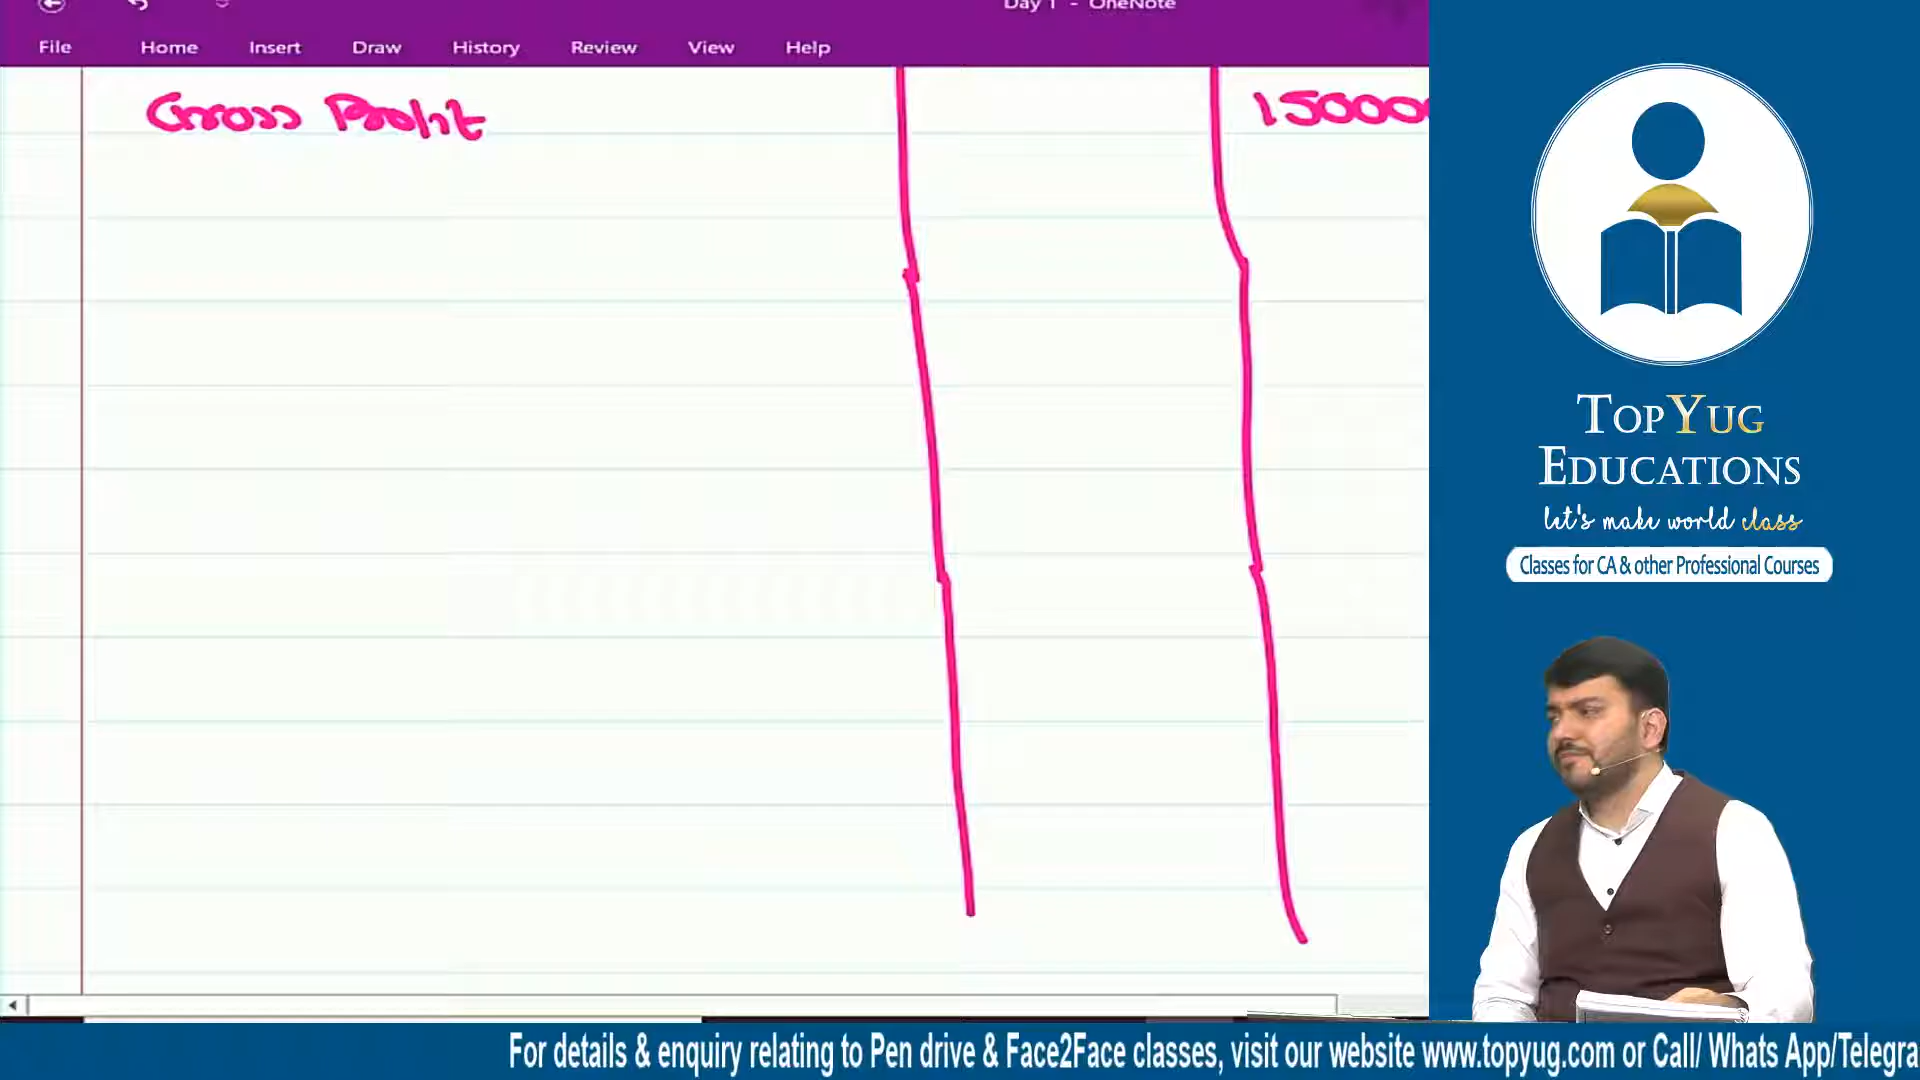 Day 1 - OneNote
File Home Insert Draw History Review View Help
Gross Profit 15000
TOPYUG
EDUCATIONS
let's make world class
Classes for CA & other Professional Courses
For details & enquiry relating to Pen drive & Face2Face classes, visit our website www.topyug.com or Call/ Whats App/Telegra